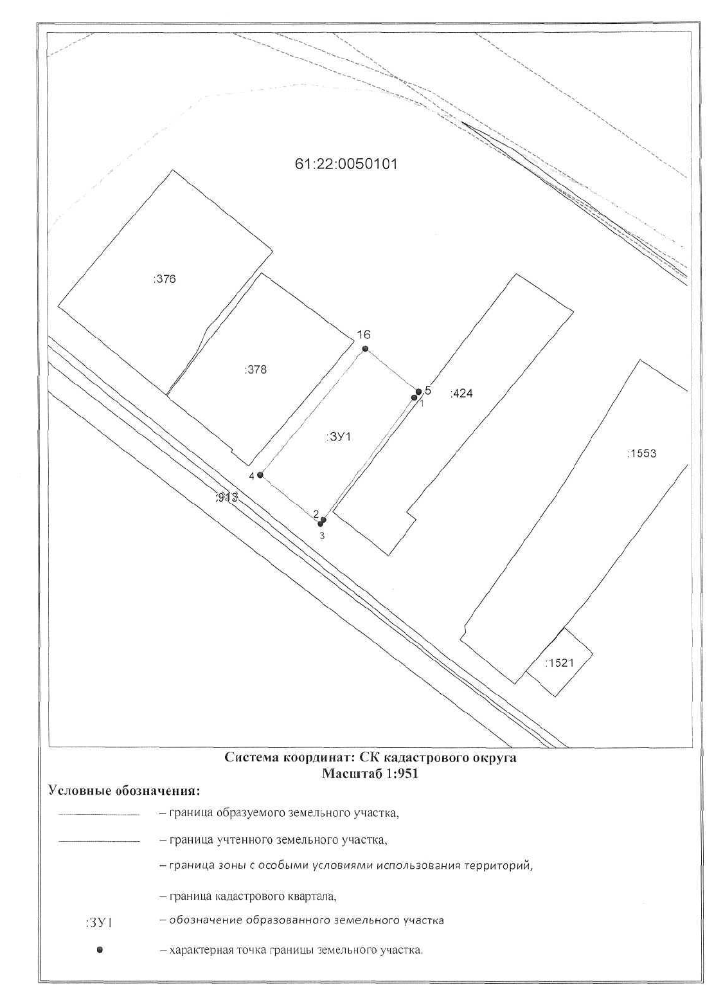 61:22:0050101
:376
16
:378
5
:424
1
:ЗУ1
:1553
4
2
3
:1521
Система координат: СК кадастрового округа
Масштаб 1:951
Условные обозначения:
– граница образуемого земельного участка,
– граница учтенного земельного участка,
– граница зоны с особыми условиями использования территорий,
– граница кадастрового квартала,
:ЗУ1 – обозначение образованного земельного участка
– характерная точка границы земельного участка.